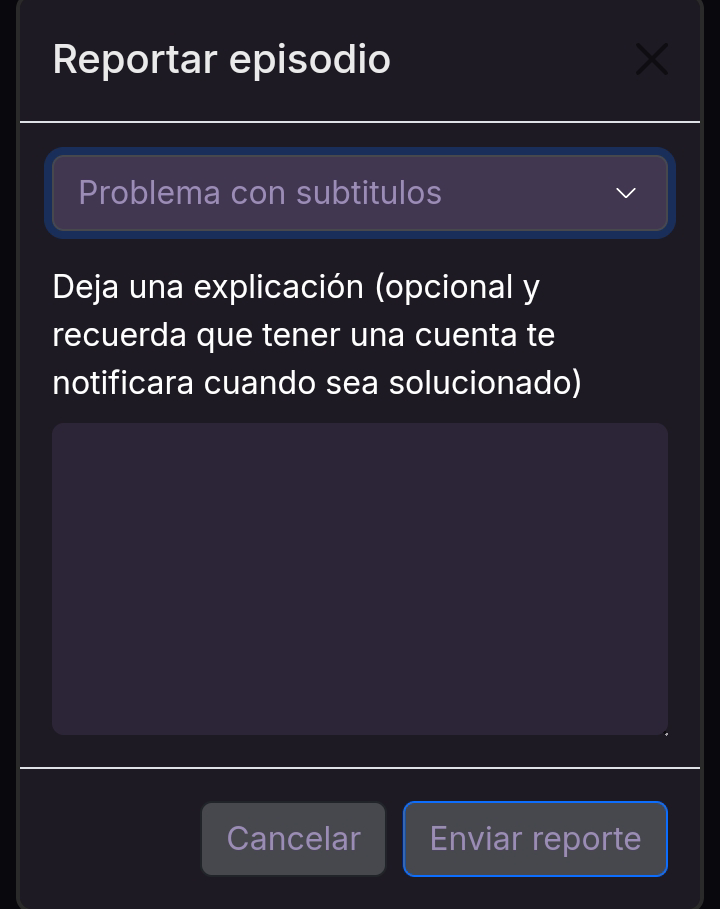 Reportar episodio
Problema con subtitulos
Deja una explicación (opcional y
recuerda que tener una cuenta te
notificara cuando sea solucionado)
Cancelar
Enviar reporte